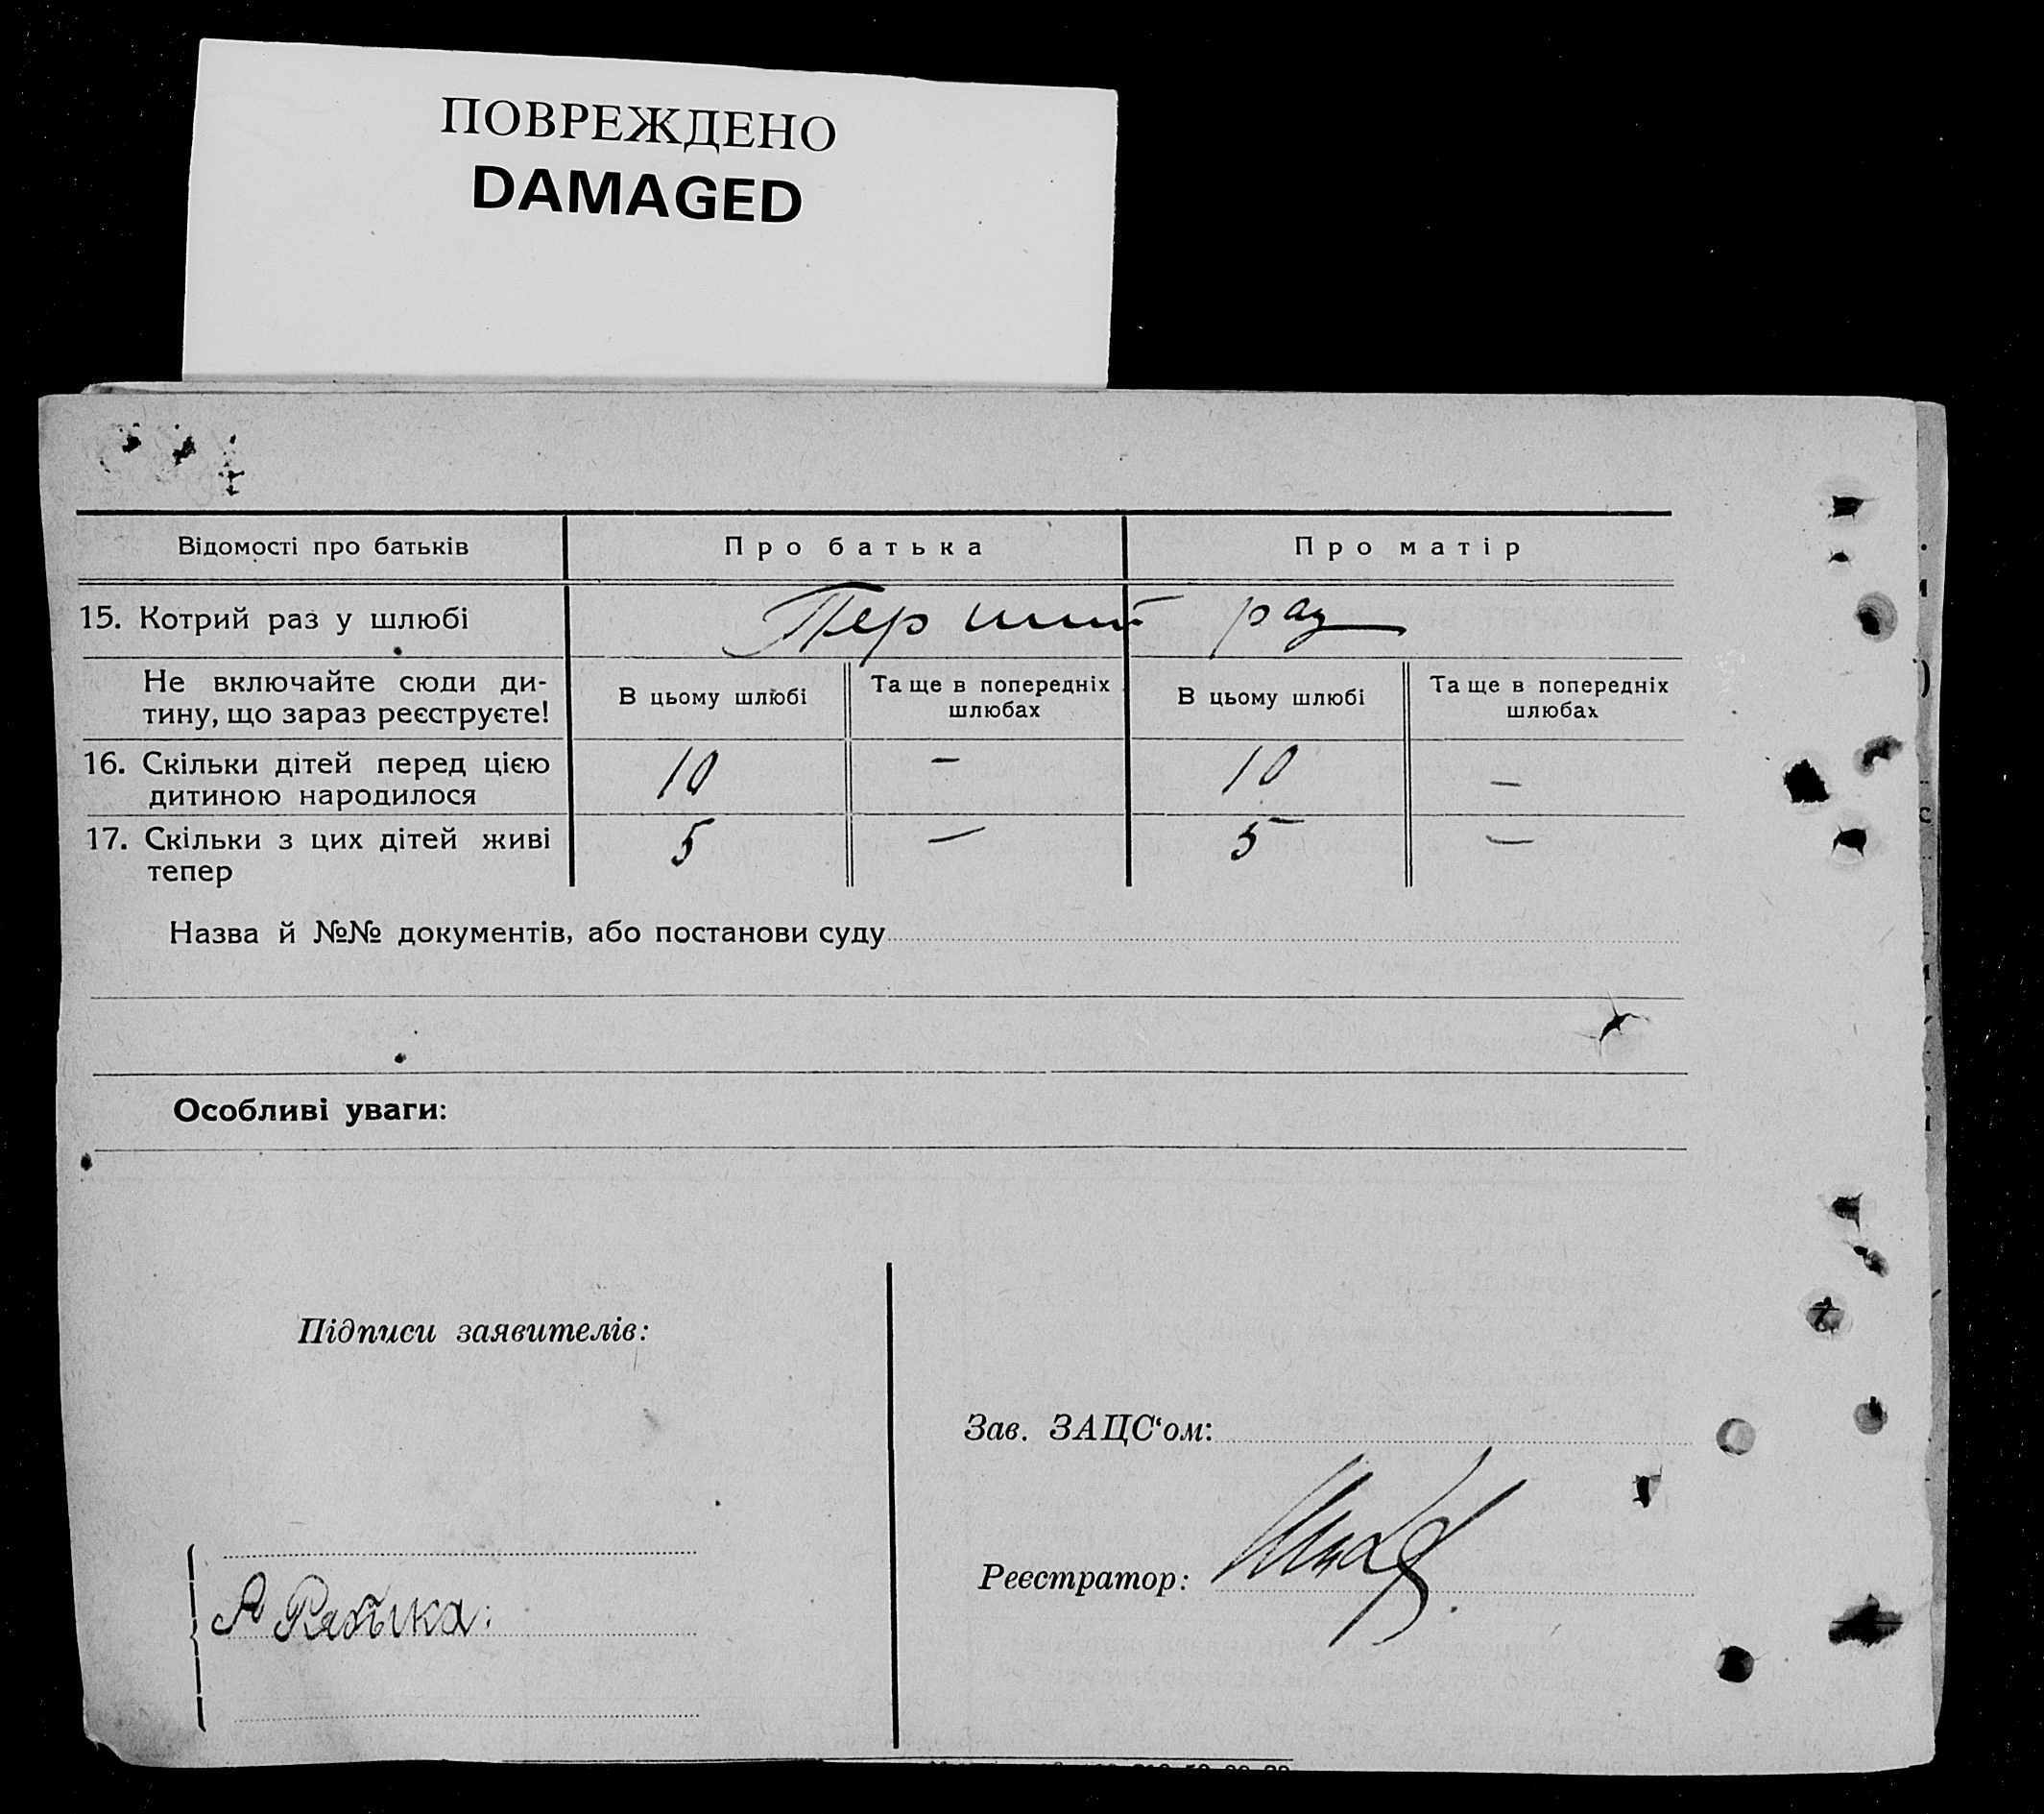 ПОВРЕЖДЕНО
DAMAGED
Відомості про батьків
Про батька
Про матір
15. Котрий раз у шлюбі
Перший раз
Не включайте сюди ди-
тину, що зараз реєструєте!
В цьому шлюбі
Та ще в попередніх
шлюбах
В цьому шлюбі
Та ще в попередніх
шлюбах
16. Скільки дітей перед цією
дитиною народилося
10
—
10
—
17. Скільки з цих дітей живі
тепер
5
—
5
—
Назва й №№ документів, або постанови суду
Особливі уваги:
Підписи заявителів:
Зав. ЗАЦС‘ом:
Реєстратор: